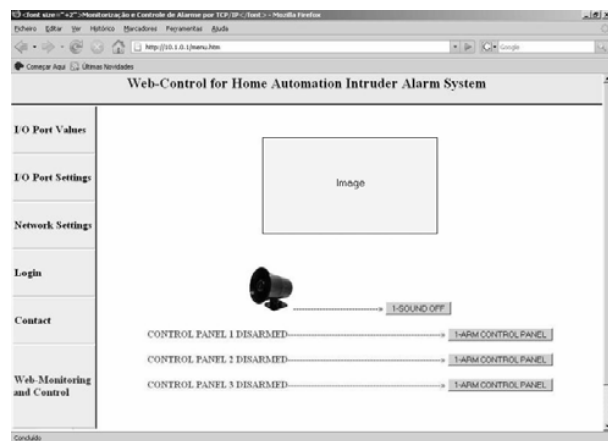 <font size="+2">Monitorização e Controle de Alarme por TCP/IP</font> - Mozilla Firefox
Ficheiro Editar Ver Histórico Marcadores Ferramentas Ajuda
http://10.1.0.1/menu.htm
Google
Começar Aqui Últimas Novidades
Web-Control for Home Automation Intruder Alarm System
I/O Port Values
I/O Port Settings
Network Settings
Login
Contact
Web-Monitoring
and Control
Image
1-SOUND OFF
CONTROL PANEL 1 DISARMED
1-ARM CONTROL PANEL
CONTROL PANEL 2 DISARMED
1-ARM CONTROL PANEL
CONTROL PANEL 3 DISARMED
1-ARM CONTROL PANEL
Concluído